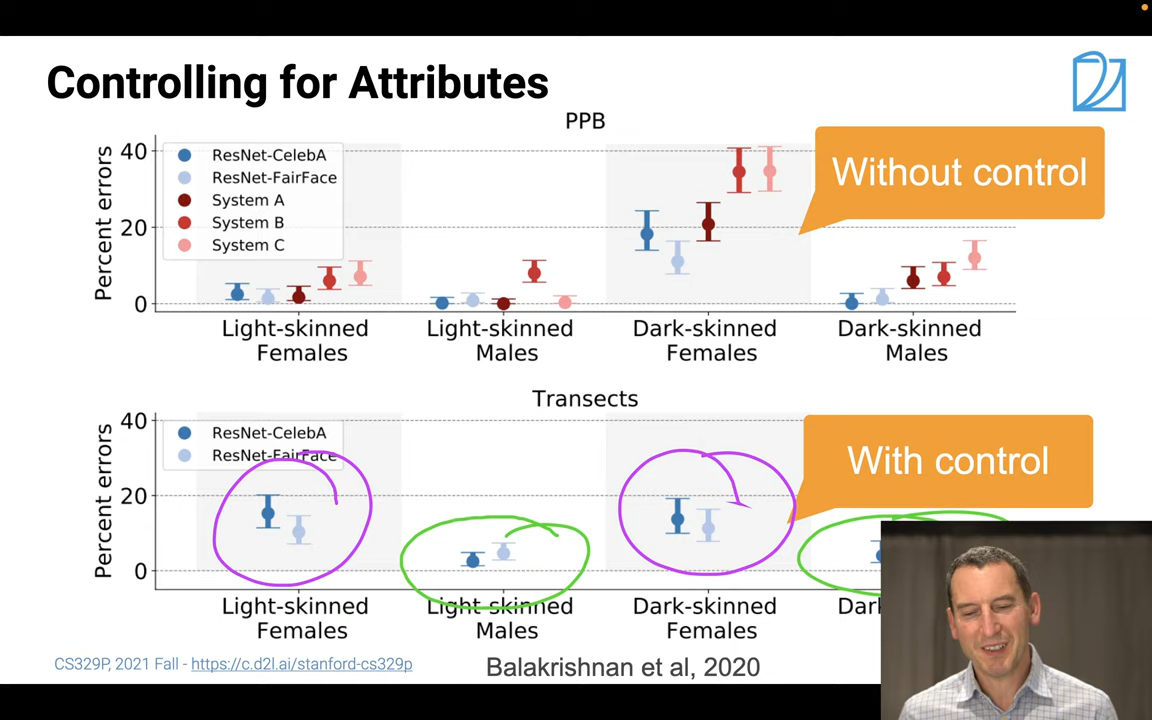 Controlling for Attributes
PPB
Percent errors
40
20
0
ResNet-CelebA
ResNet-FairFace
System A
System B
System C
Without control
Light-skinned
Females
Light-skinned
Males
Dark-skinned
Females
Dark-skinned
Males
Transects
Percent errors
40
20
0
ResNet-CelebA
ResNet-FairFace
With control
Light-skinned
Females
Light-skinned
Males
Dark-skinned
Females
Dar
CS329P, 2021 Fall - https://c.d2l.ai/stanford-cs329p
Balakrishnan et al, 2020